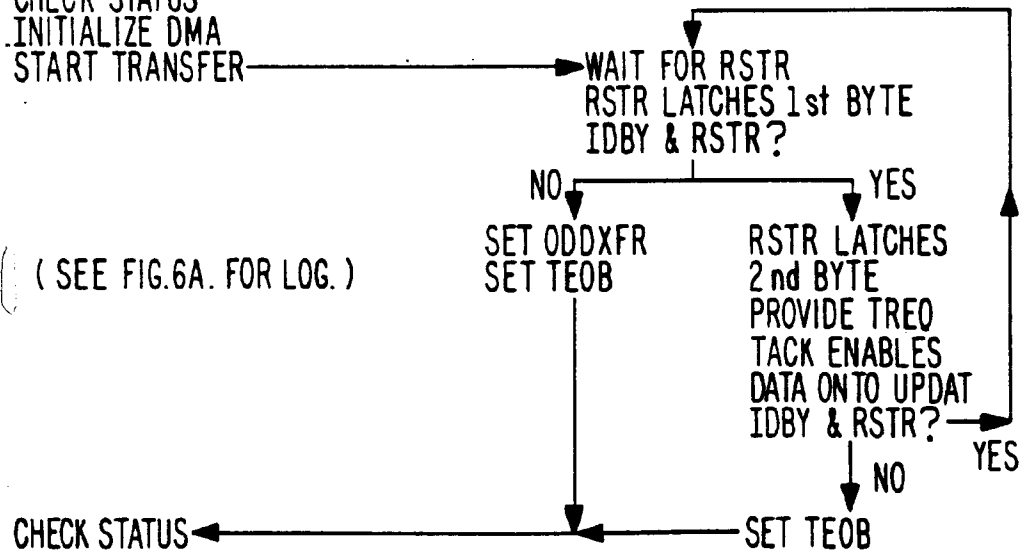 CHECK STATUS
.INITIALIZE DMA
START TRANSFER
WAIT FOR RSTR
RSTR LATCHES 1st BYTE
IDBY & RSTR?
NO
YES
SET ODDXFR
SET TEOB
RSTR LATCHES
2nd BYTE
PROVIDE TREQ
TACK ENABLES
DATA ONTO UPDAT
IDBY & RSTR?
YES
NO
(SEE FIG.6A. FOR LOG.)
SET TEOB
CHECK STATUS